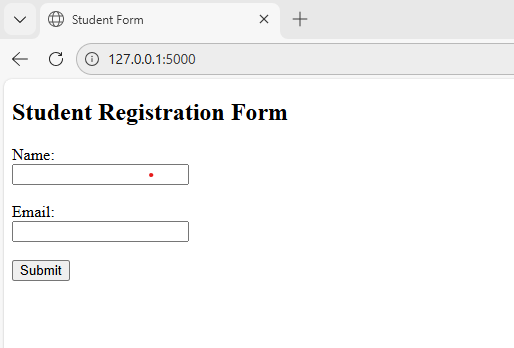 Student Form
127.0.0.1:5000
Student Registration Form
Name:
Email:
Submit